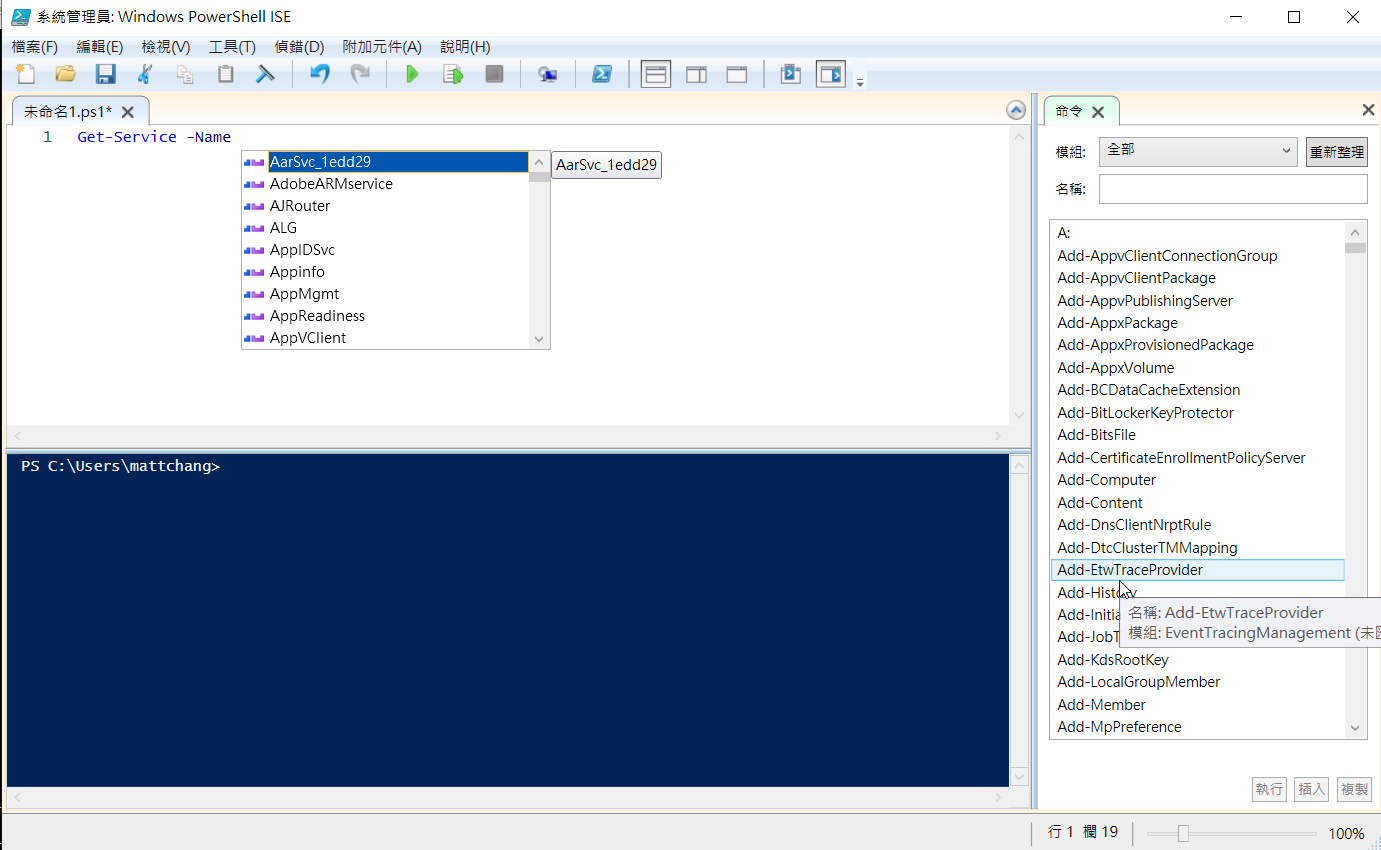 系統管理員: Windows PowerShell ISE
檔案(F) 編輯(E) 檢視(V) 工具(T) 偵錯(D) 附加元件(A) 說明(H)
未命名1.ps1*
1 Get-Service -Name
AarSvc_1edd29
AdobeARMservice
AJRouter
ALG
AppIDSvc
Appinfo
AppMgmt
AppReadiness
AppVClient
AarSvc_1edd29
PS C:\Users\mattchang>
命令
模組: 全部 重新整理
名稱:
A:
Add-AppvClientConnectionGroup
Add-AppvClientPackage
Add-AppvPublishingServer
Add-AppxPackage
Add-AppxProvisionedPackage
Add-AppxVolume
Add-BCDataCacheExtension
Add-BitLockerKeyProtector
Add-BitsFile
Add-CertificateEnrollmentPolicyServer
Add-Computer
Add-Content
Add-DnsClientNrptRule
Add-DtcClusterTMMapping
Add-EtwTraceProvider
Add-History
Add-Initia
Add-JobT
名稱: Add-EtwTraceProvider
模組: EventTracingManagement (未
Add-KdsRootKey
Add-LocalGroupMember
Add-Member
Add-MpPreference
執行 插入 複製
行 1 欄 19 100%